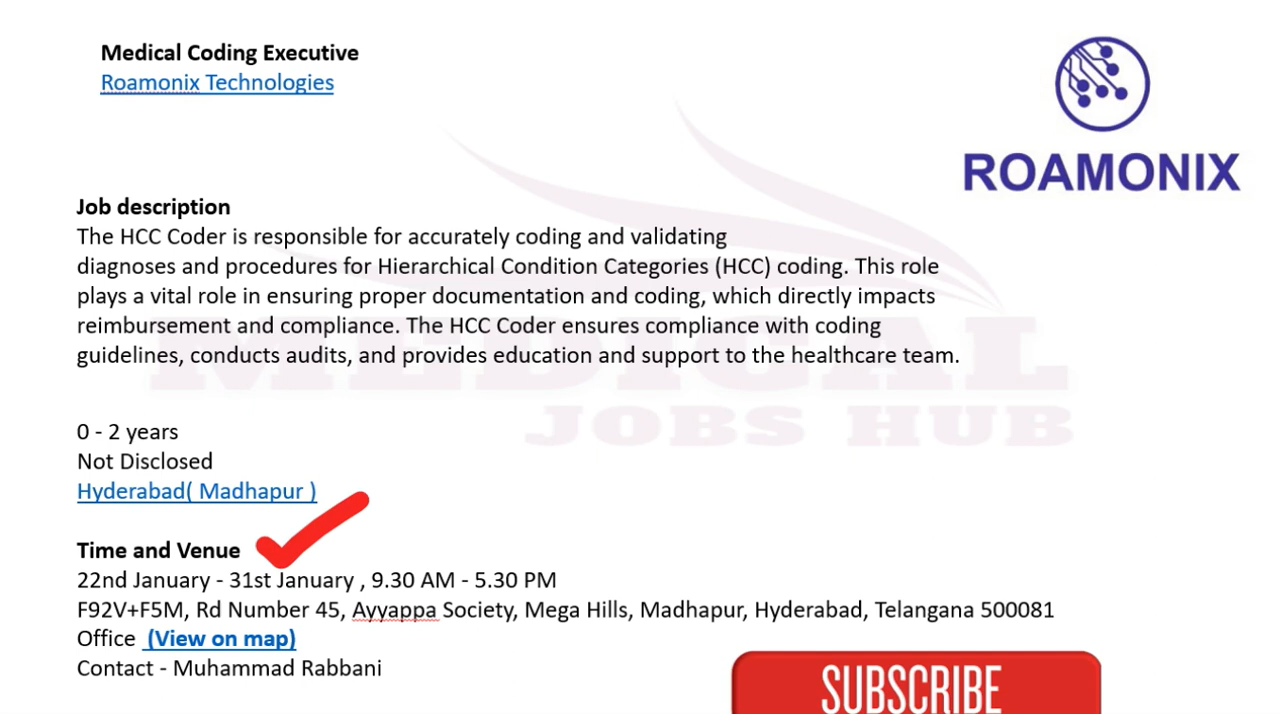 Medical Coding Executive
Roamonix Technologies
ROAMONIX
Job description
The HCC Coder is responsible for accurately coding and validating
diagnoses and procedures for Hierarchical Condition Categories (HCC) coding. This role
plays a vital role in ensuring proper documentation and coding, which directly impacts
reimbursement and compliance. The HCC Coder ensures compliance with coding
guidelines, conducts audits, and provides education and support to the healthcare team.
MEDICAL
JOBS HUB
0 - 2 years
Not Disclosed
Hyderabad( Madhapur )
Time and Venue
22nd January - 31st January , 9.30 AM - 5.30 PM
F92V+F5M, Rd Number 45, Ayyappa Society, Mega Hills, Madhapur, Hyderabad, Telangana 500081
Office (View on map)
Contact - Muhammad Rabbani
SUBSCRIBE